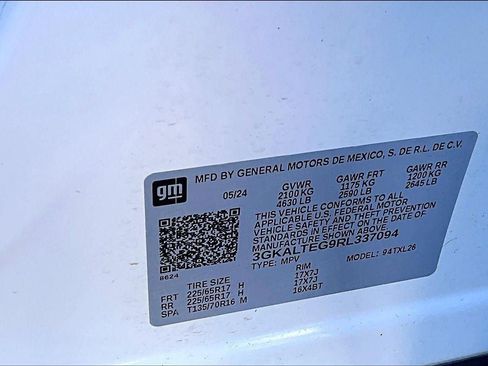 gm
MFD BY GENERAL MOTORS DE MEXICO, S. DE R.L. DE C.V.
05/24 GVWR GAWR FRT GAWR RR
2100 KG 1175 KG 1200 KG
4630 LB 2590 LB 2645 LB
THIS VEHICLE CONFORMS TO ALL
APPLICABLE U.S. FEDERAL MOTOR
VEHICLE SAFETY AND THEFT PREVENTION
STANDARDS IN EFFECT ON THE DATE OF
MANUFACTURE SHOWN ABOVE.
3GKALTEG9RL337094
TYPE: MPV MODEL: 94TXL26
8624
TIRE SIZE RIM
FRT 225/65R17 H 17X7J
RR 225/65R17 H 17X7J
SPA T135/70R16 M 16X4BT